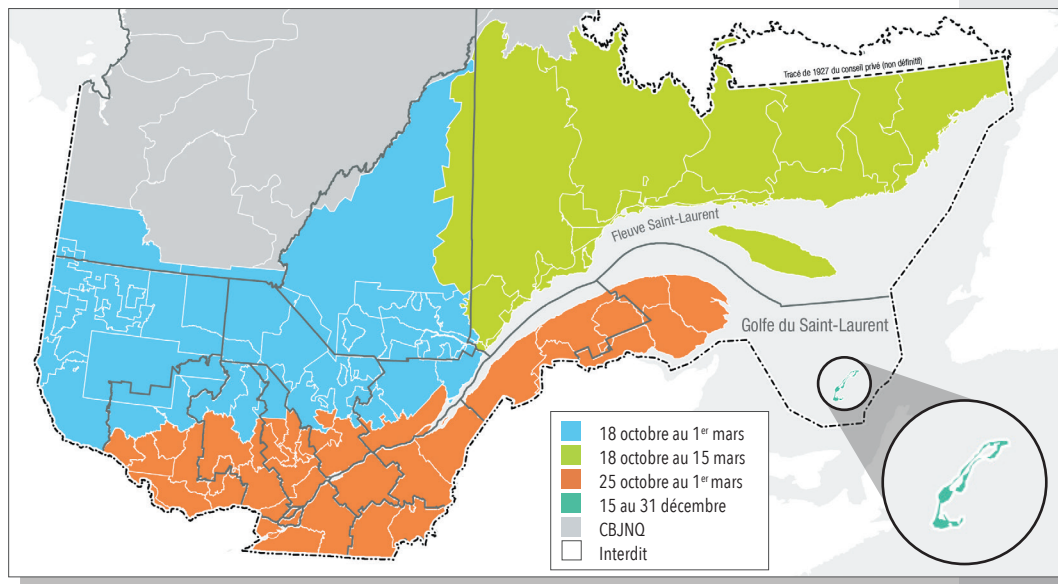 Tracé de 1927 du conseil privé (non définitif)
Fleuve Saint-Laurent
Golfe du Saint-Laurent
18 octobre au 1er mars
18 octobre au 15 mars
25 octobre au 1er mars
15 au 31 décembre
CBJNQ
Interdit